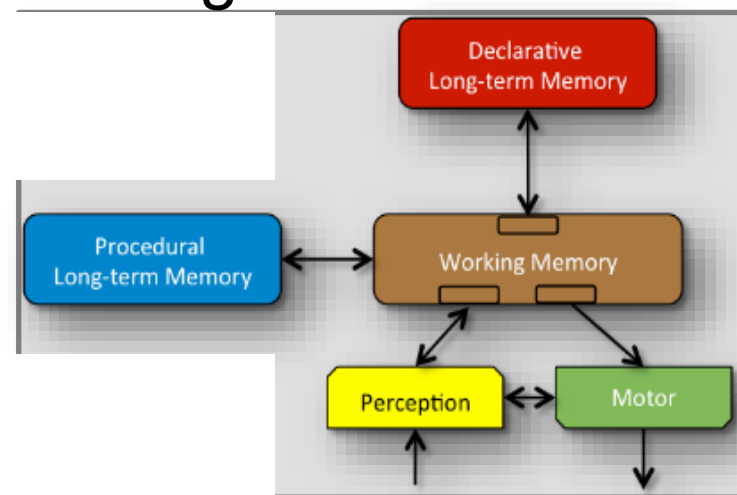 g
Declarative
Long-term Memory
Procedural
Long-term Memory
Working Memory
Perception
Motor